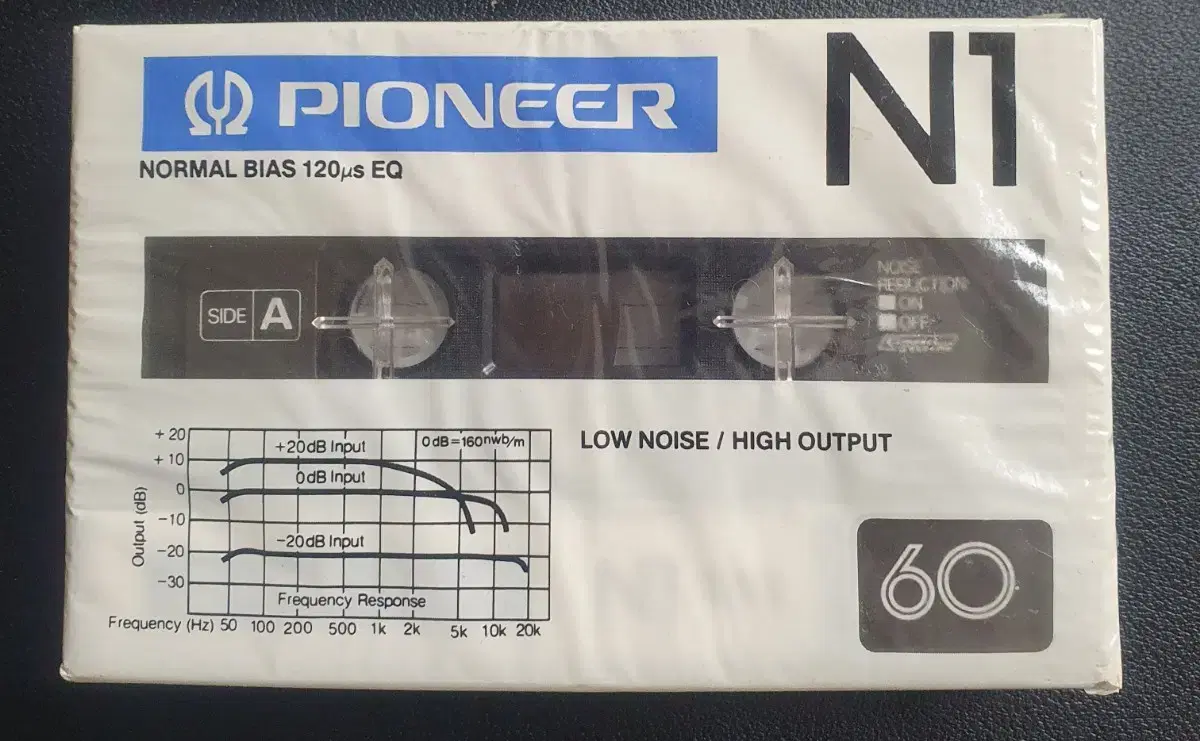 PIONEER
N1
NORMAL BIAS 120μs EQ
SIDE A
NOISE
REDUCTION
ON
OFF
+20
+10
0
-10
-20
-30
Output (dB)
+20dB Input
0dB=160nwb/m
0dB Input
-20dB Input
Frequency Response
Frequency (Hz) 50 100 200 500 1k 2k 5k 10k 20k
LOW NOISE / HIGH OUTPUT
60